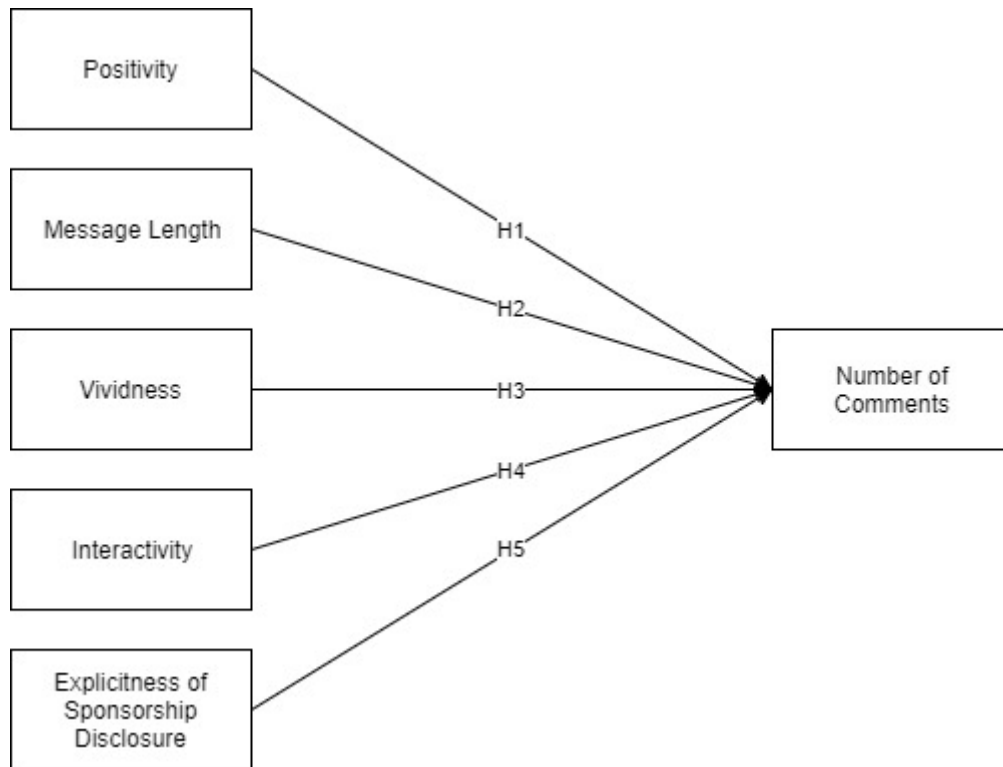 Positivity
H1
Message Length
H2
Vividness
H3
Number of
Comments
H4
Interactivity
H5
Explicitness of
Sponsorship
Disclosure